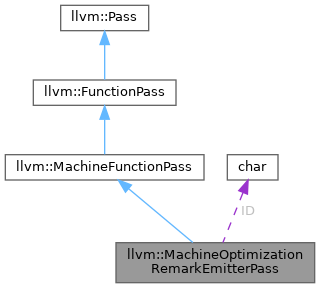 llvm::Pass
llvm::FunctionPass
llvm::MachineFunctionPass
char
ID
llvm::MachineOptimization
RemarkEmitterPass